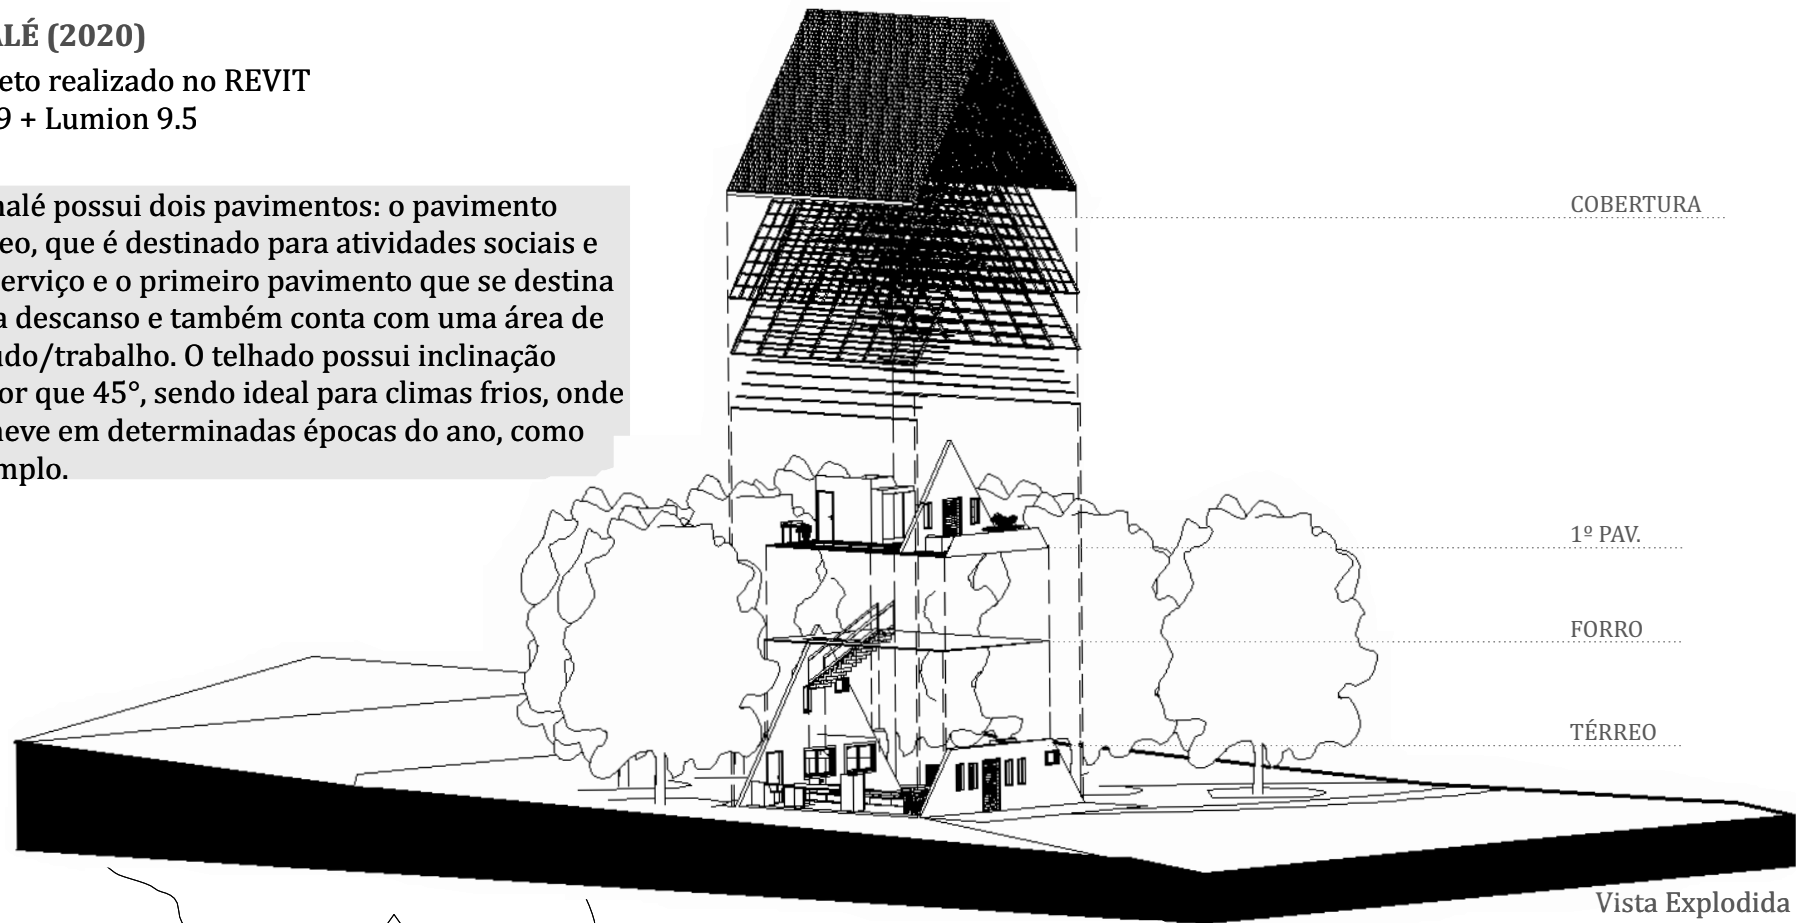 ALÉ (2020)
eto realizado no REVIT
9 + Lumion 9.5
nalé possui dois pavimentos: o pavimento
eo, que é destinado para atividades sociais e
erviço e o primeiro pavimento que se destina
a descanso e também conta com uma área de
udo/trabalho. O telhado possui inclinação
or que 45°, sendo ideal para climas frios, onde
neve em determinadas épocas do ano, como
mplo.
COBERTURA
1º PAV.
FORRO
TÉRREO
Vista Explodida